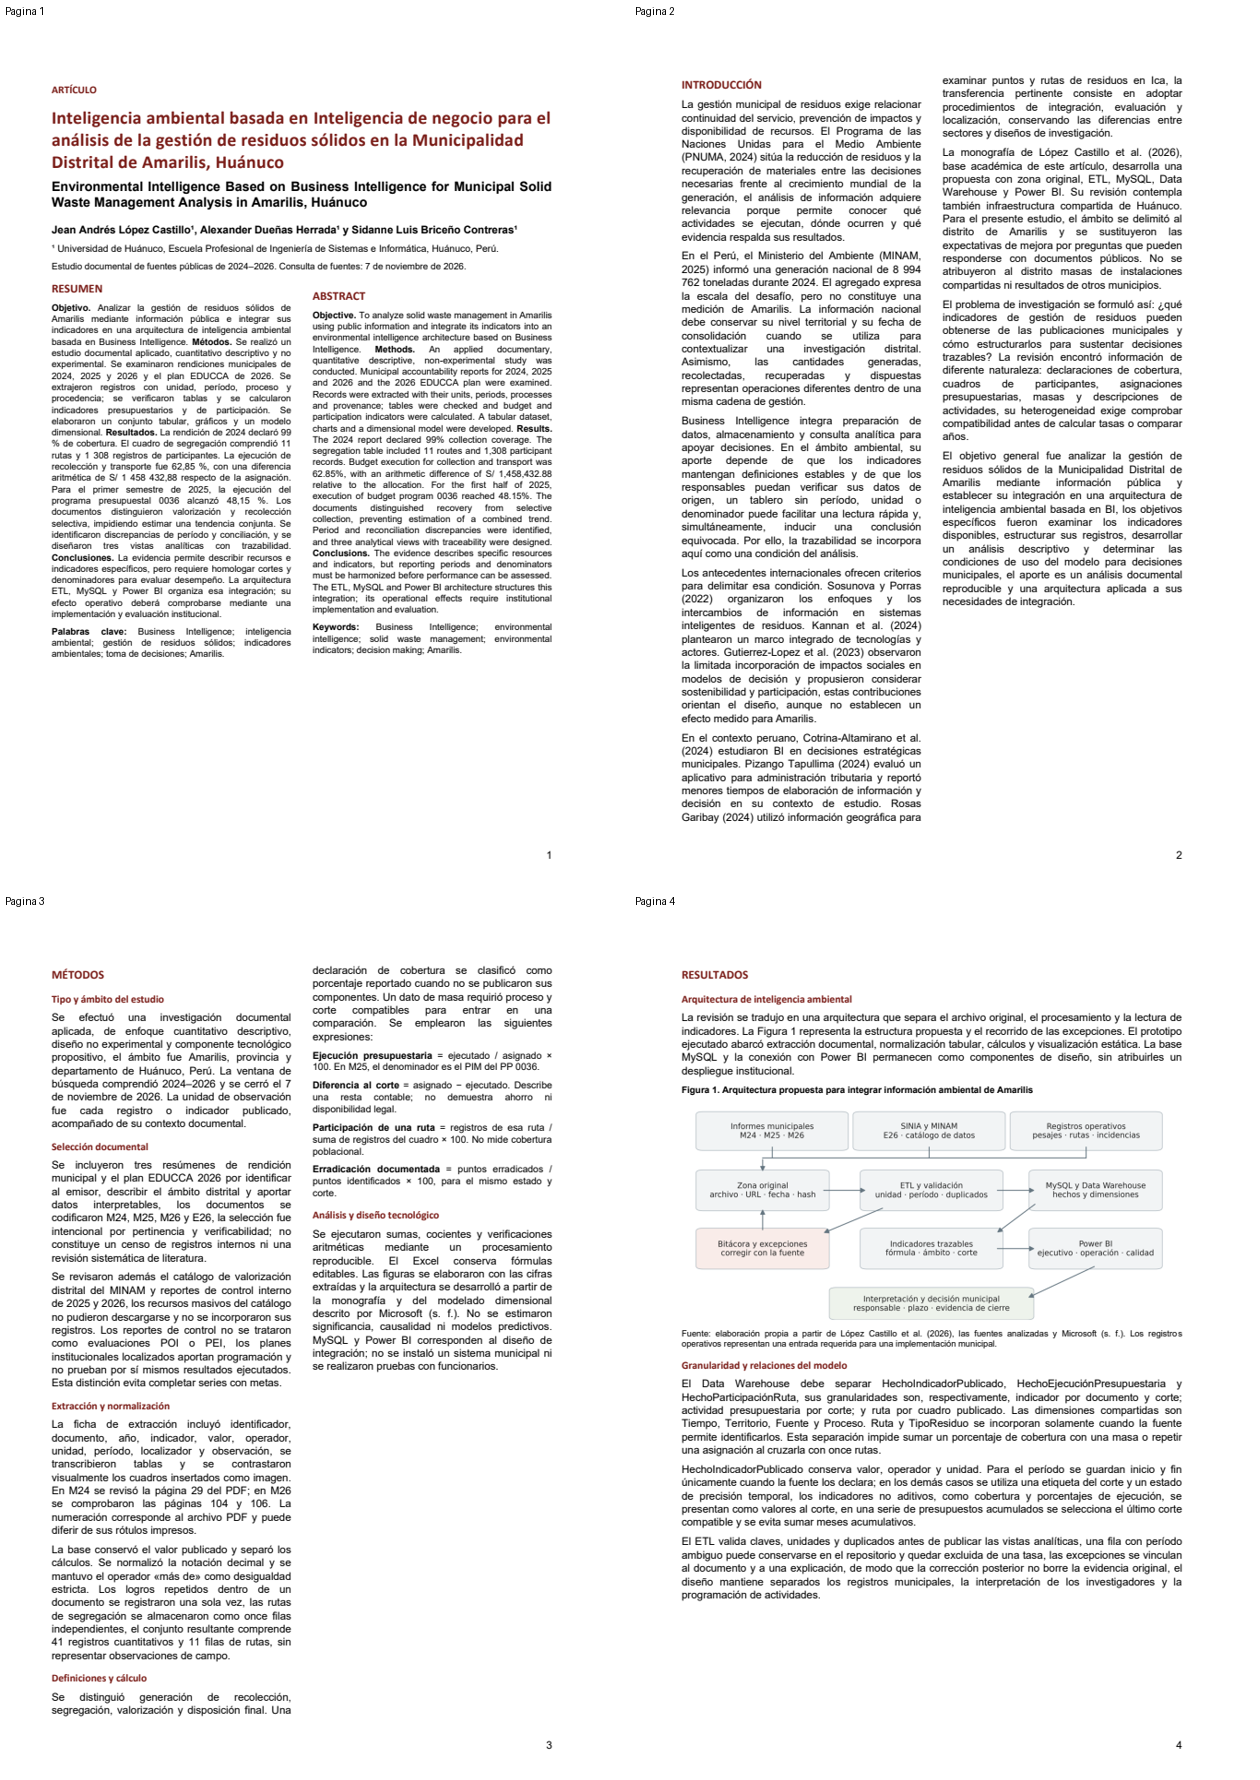 Pagina 1
ARTÍCULO
Inteligencia ambiental basada en Inteligencia de negocio para el
análisis de la gestión de residuos sólidos en la Municipalidad
Distrital de Amarilis, Huánuco
Environmental Intelligence Based on Business Intelligence for Municipal Solid
Waste Management Analysis in Amarilis, Huánuco
Jean Andrés López Castillo¹, Alexander Dueñas Herrada¹ y Sidanne Luis Briceño Contreras¹
¹ Universidad de Huánuco, Escuela Profesional de Ingeniería de Sistemas e Informática, Huánuco, Perú.
Estudio documental de fuentes públicas de 2024–2026. Consulta de fuentes: 7 de noviembre de 2026.
RESUMEN
Objetivo. Analizar la gestión de residuos sólidos de
Amarilis mediante información pública e integrar sus
indicadores en una arquitectura de inteligencia ambiental
basada en Business Intelligence. Métodos. Se realizó un
estudio documental aplicado, cuantitativo descriptivo y no
experimental. Se examinaron rendiciones municipales de
2024, 2025 y 2026 y el plan EDUCCA de 2026. Se
extrajeron registros con unidad, período, proceso y
procedencia; se verificaron tablas y se calcularon
indicadores presupuestarios y de participación. Se
elaboraron un conjunto tabular, gráficos y un modelo
dimensional. Resultados. La rendición de 2024 declaró 99
% de cobertura. El cuadro de segregación comprendió 11
rutas y 1 308 registros de participantes. La ejecución de
recolección y transporte fue 62,85 %, con una diferencia
aritmética de S/ 1 458 432,88 respecto de la asignación.
Para el primer semestre de 2025, la ejecución del
programa presupuestal 0036 alcanzó 48,15 %. Los
documentos distinguieron valorización y recolección
selectiva, impidiendo estimar una tendencia conjunta. Se
identificaron discrepancias de período y conciliación, y se
diseñaron tres vistas analíticas con trazabilidad.
Conclusiones. La evidencia permite describir recursos e
indicadores específicos, pero requiere homologar cortes y
denominadores para evaluar desempeño. La arquitectura
ETL, MySQL y Power BI organiza esa integración; su
efecto operativo deberá comprobarse mediante una
implementación y evaluación institucional.
Palabras clave: Business Intelligence; inteligencia
ambiental; gestión de residuos sólidos; indicadores
ambientales; toma de decisiones; Amarilis.
ABSTRACT
Objective. To analyze solid waste management in Amarilis
using public information and integrate its indicators into an
environmental intelligence architecture based on Business
Intelligence. Methods. An applied documentary,
quantitative descriptive, non-experimental study was
conducted. Municipal accountability reports for 2024, 2025
and 2026 and the 2026 EDUCCA plan were examined.
Records were extracted with their units, periods, processes
and provenance; tables were checked and budget and
participation indicators were calculated. A tabular dataset,
charts and a dimensional model were developed. Results.
The 2024 report declared 99% collection coverage. The
segregation table included 11 routes and 1,308 participant
records. Budget execution for collection and transport was
62.85%, with an arithmetic difference of S/ 1,458,432.88
relative to the allocation. For the first half of 2025,
execution of budget program 0036 reached 48.15%. The
documents distinguished recovery from selective
collection, preventing estimation of a combined trend.
Period and reconciliation discrepancies were identified,
and three analytical views with traceability were designed.
Conclusions. The evidence describes specific resources
and indicators, but reporting periods and denominators
must be harmonized before performance can be assessed.
The ETL, MySQL and Power BI architecture structures this
integration; its operational effects require institutional
implementation and evaluation.
Keywords: Business Intelligence; environmental
intelligence; solid waste management; environmental
indicators; decision making; Amarilis.
1
Pagina 2
INTRODUCCIÓN
La gestión municipal de residuos exige relacionar
continuidad del servicio, prevención de impactos y
disponibilidad de recursos. El Programa de las
Naciones Unidas para el Medio Ambiente
(PNUMA, 2024) sitúa la reducción de residuos y la
recuperación de materiales entre las decisiones
necesarias frente al crecimiento mundial de la
generación, el análisis de información adquiere
relevancia porque permite conocer qué
actividades se ejecutan, dónde ocurren y qué
evidencia respalda sus resultados.
En el Perú, el Ministerio del Ambiente (MINAM,
2025) informó una generación nacional de 8 994
762 toneladas durante 2024. El agregado expresa
la escala del desafío, pero no constituye una
medición de Amarilis. La información nacional
debe conservar su nivel territorial y su fecha de
consolidación cuando se utiliza para
contextualizar una investigación distrital.
Asimismo, las cantidades generadas,
recolectadas, recuperadas y dispuestas
representan operaciones diferentes dentro de una
misma cadena de gestión.
Business Intelligence integra preparación de
datos, almacenamiento y consulta analítica para
apoyar decisiones. En el ámbito ambiental, su
aporte depende de que los indicadores
mantengan definiciones estables y de que los
responsables puedan verificar sus datos de
origen, un tablero sin período, unidad o
denominador puede facilitar una lectura rápida y,
simultáneamente, inducir una conclusión
equivocada. Por ello, la trazabilidad se incorpora
aquí como una condición del análisis.
Los antecedentes internacionales ofrecen criterios
para delimitar esa condición. Sosunova y Porras
(2022) organizaron los enfoques y los
intercambios de información en sistemas
inteligentes de residuos. Kannan et al. (2024)
plantearon un marco integrado de tecnologías y
actores. Gutierrez-Lopez et al. (2023) observaron
la limitada incorporación de impactos sociales en
modelos de decisión y propusieron considerar
sostenibilidad y participación, estas contribuciones
orientan el diseño, aunque no establecen un
efecto medido para Amarilis.
En el contexto peruano, Cotrina-Altamirano et al.
(2024) estudiaron BI en decisiones estratégicas
municipales. Pizango Tapullima (2024) evaluó un
aplicativo para administración tributaria y reportó
menores tiempos de elaboración de información y
decisión en su contexto de estudio. Rosas
Garibay (2024) utilizó información geográfica para
examinar puntos y rutas de residuos en Ica, la
transferencia pertinente consiste en adoptar
procedimientos de integración, evaluación y
localización, conservando las diferencias entre
sectores y diseños de investigación.
La monografía de López Castillo et al. (2026),
base académica de este artículo, desarrolla una
propuesta con zona original, ETL, MySQL, Data
Warehouse y Power BI. Su revisión contempla
también infraestructura compartida de Huánuco.
Para el presente estudio, el ámbito se delimitó al
distrito de Amarilis y se sustituyeron las
expectativas de mejora por preguntas que pueden
responderse con documentos públicos. No se
atribuyeron al distrito masas de instalaciones
compartidas ni resultados de otros municipios.
El problema de investigación se formuló así: ¿qué
indicadores de gestión de residuos pueden
obtenerse de las publicaciones municipales y
cómo estructurarlos para sustentar decisiones
trazables? La revisión encontró información de
diferente naturaleza: declaraciones de cobertura,
cuadros de participantes, asignaciones
presupuestarias, masas y descripciones de
actividades, su heterogeneidad exige comprobar
compatibilidad antes de calcular tasas o comparar
años.
El objetivo general fue analizar la gestión de
residuos sólidos de la Municipalidad Distrital de
Amarilis mediante información pública y
establecer su integración en una arquitectura de
inteligencia ambiental basada en BI, los objetivos
específicos fueron examinar los indicadores
disponibles, estructurar sus registros, desarrollar
un análisis descriptivo y determinar las
condiciones de uso del modelo para decisiones
municipales, el aporte es un análisis documental
reproducible y una arquitectura aplicada a sus
necesidades de integración.
2
Pagina 3
MÉTODOS
Tipo y ámbito del estudio
Se efectuó una investigación documental
aplicada, de enfoque cuantitativo descriptivo,
diseño no experimental y componente tecnológico
propositivo, el ámbito fue Amarilis, provincia y
departamento de Huánuco, Perú. La ventana de
búsqueda comprendió 2024–2026 y se cerró el 7
de noviembre de 2026. La unidad de observación
fue cada registro o indicador publicado,
acompañado de su contexto documental.
Selección documental
Se incluyeron tres resúmenes de rendición
municipal y el plan EDUCCA 2026 por identificar
al emisor, describir el ámbito distrital y aportar
datos interpretables, los documentos se
codificaron M24, M25, M26 y E26, la selección fue
intencional por pertinencia y verificabilidad; no
constituye un censo de registros internos ni una
revisión sistemática de literatura.
Se revisaron además el catálogo de valorización
distrital del MINAM y reportes de control interno
de 2025 y 2026, los recursos masivos del catálogo
no pudieron descargarse y no se incorporaron sus
registros. Los reportes de control no se trataron
como evaluaciones POI o PEI, los planes
institucionales localizados aportan programación y
no prueban por sí mismos resultados ejecutados.
Esta distinción evita completar series con metas.
Extracción y normalización
La ficha de extracción incluyó identificador,
documento, año, indicador, valor, operador,
unidad, período, localizador y observación, se
transcribieron tablas y se contrastaron
visualmente los cuadros insertados como imagen.
En M24 se revisó la página 29 del PDF; en M26
se comprobaron las páginas 104 y 106. La
numeración corresponde al archivo PDF y puede
diferir de sus rótulos impresos.
La base conservó el valor publicado y separó los
cálculos. Se normalizó la notación decimal y se
mantuvo el operador «más de» como desigualdad
estricta. Los logros repetidos dentro de un
documento se registraron una sola vez, las rutas
de segregación se almacenaron como once filas
independientes, el conjunto resultante comprende
41 registros cuantitativos y 11 filas de rutas, sin
representar observaciones de campo.
Definiciones y cálculo
Se distinguió generación de recolección,
segregación, valorización y disposición final. Una
declaración de cobertura se clasificó como
porcentaje reportado cuando no se publicaron sus
componentes. Un dato de masa requirió proceso y
corte compatibles para entrar en una
comparación. Se emplearon las siguientes
expresiones:
Ejecución presupuestaria = ejecutado / asignado ×
100. En M25, el denominador es el PIM del PP 0036.
Diferencia al corte = asignado − ejecutado. Describe
una resta contable; no demuestra ahorro ni
disponibilidad legal.
Participación de una ruta = registros de esa ruta /
suma de registros del cuadro × 100. No mide cobertura
poblacional.
Erradicación documentada = puntos erradicados /
puntos identificados × 100, para el mismo estado y
corte.
Análisis y diseño tecnológico
Se ejecutaron sumas, cocientes y verificaciones
aritméticas mediante un procesamiento
reproducible. El Excel conserva fórmulas
editables. Las figuras se elaboraron con las cifras
extraídas y la arquitectura se desarrolló a partir de
la monografía y del modelado dimensional
descrito por Microsoft (s. f.). No se estimaron
significancia, causalidad ni modelos predictivos.
MySQL y Power BI corresponden al diseño de
integración; no se instaló un sistema municipal ni
se realizaron pruebas con funcionarios.
3
Pagina 4
RESULTADOS
Arquitectura de inteligencia ambiental
La revisión se tradujo en una arquitectura que separa el archivo original, el procesamiento y la lectura de
indicadores. La Figura 1 representa la estructura propuesta y el recorrido de las excepciones. El prototipo
ejecutado abarcó extracción documental, normalización tabular, cálculos y visualización estática. La base
MySQL y la conexión con Power BI permanecen como componentes de diseño, sin atribuirles un
despliegue institucional.
Figura 1. Arquitectura propuesta para integrar información ambiental de Amarilis
Informes municipales
M24 · M25 · M26
SINIA y MINAM
E26 · catálogo de datos
Registros operativos
pesajes · rutas · incidencias
Zona original
archivo · URL · fecha · hash
ETL y validación
unidad · período · duplicados
MySQL y Data Warehouse
hechos y dimensiones
Bitácora y excepciones
corregir con la fuente
Indicadores trazables
fórmula · ámbito · corte
Power BI
ejecutivo · operación · calidad
Interpretación y decisión municipal
responsable · plazo · evidencia de cierre
Fuente: elaboración propia a partir de López Castillo et al. (2026), las fuentes analizadas y Microsoft (s. f.). Los registros
operativos representan una entrada requerida para una implementación municipal.
Granularidad y relaciones del modelo
El Data Warehouse debe separar HechoIndicadorPublicado, HechoEjecuciónPresupuestaria y
HechoParticipaciónRuta, sus granularidades son, respectivamente, indicador por documento y corte;
actividad presupuestaria por corte; y ruta por cuadro publicado. Las dimensiones compartidas son
Tiempo, Territorio, Fuente y Proceso. Ruta y TipoResiduo se incorporan solamente cuando la fuente
permite identificarlos. Esta separación impide sumar un porcentaje de cobertura con una masa o repetir
una asignación al cruzarla con once rutas.
HechoIndicadorPublicado conserva valor, operador y unidad. Para el período se guardan inicio y fin
únicamente cuando la fuente los declara; en los demás casos se utiliza una etiqueta del corte y un estado
de precisión temporal, los indicadores no aditivos, como cobertura y porcentajes de ejecución, se
presentan como valores al corte, en una serie de presupuestos acumulados se selecciona el último corte
compatible y se evita sumar meses acumulativos.
El ETL valida claves, unidades y duplicados antes de publicar las vistas analíticas, una fila con período
ambiguo puede conservarse en el repositorio y quedar excluida de una tasa, las excepciones se vinculan
al documento y a una explicación, de modo que la corrección posterior no borre la evidencia original, el
diseño mantiene separados los registros municipales, la interpretación de los investigadores y la
programación de actividades.
4